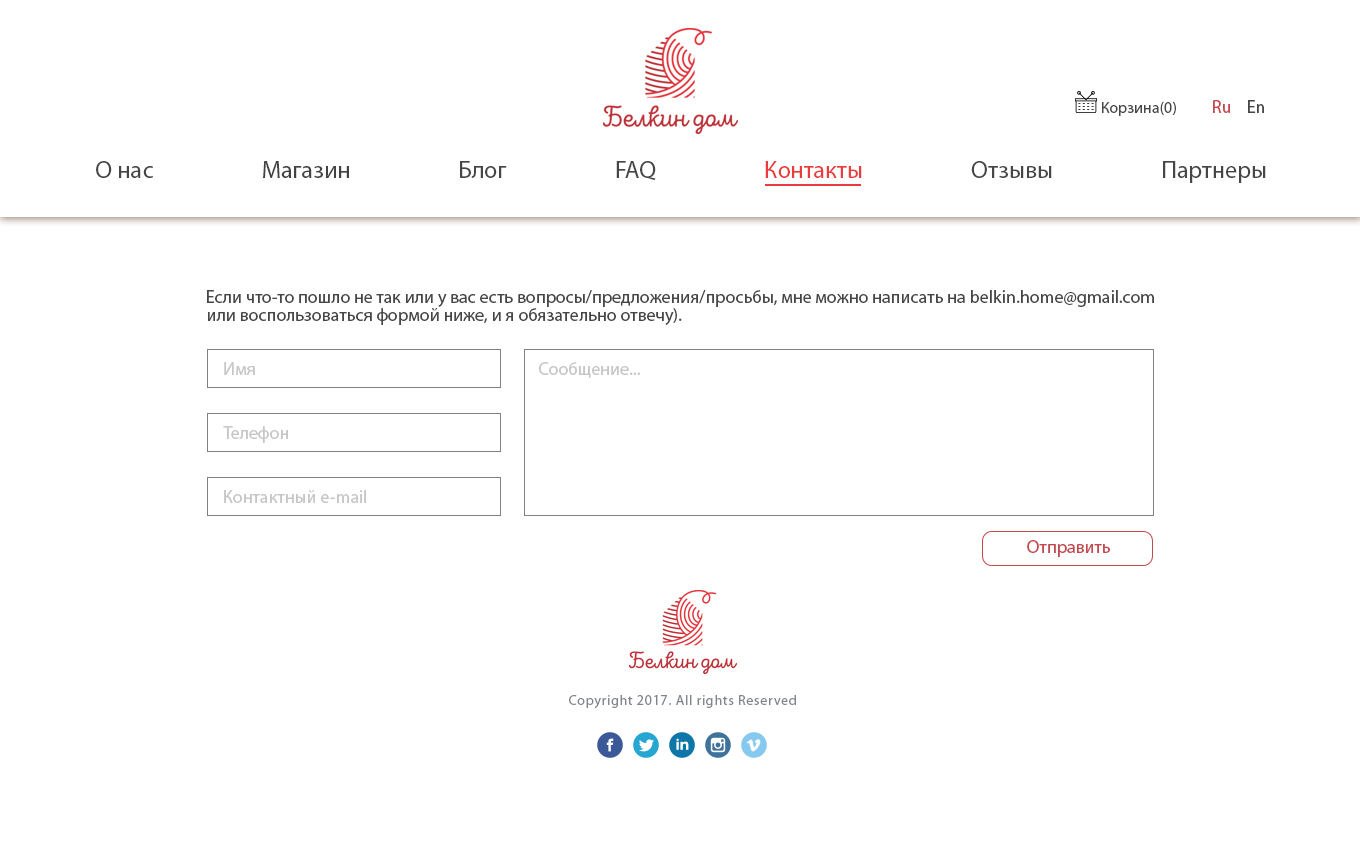 Белкин дом
Корзина(0) Ru En
О нас Магазин Блог FAQ Контакты Отзывы Партнеры
Если что-то пошло не так или у вас есть вопросы/предложения/просьбы, мне можно написать на belkin.home@gmail.com
или воспользоваться формой ниже, и я обязательно отвечу).
Имя
Телефон
Контактный e-mail
Сообщение...
Отправить
Белкин дом
Copyright 2017. All rights Reserved